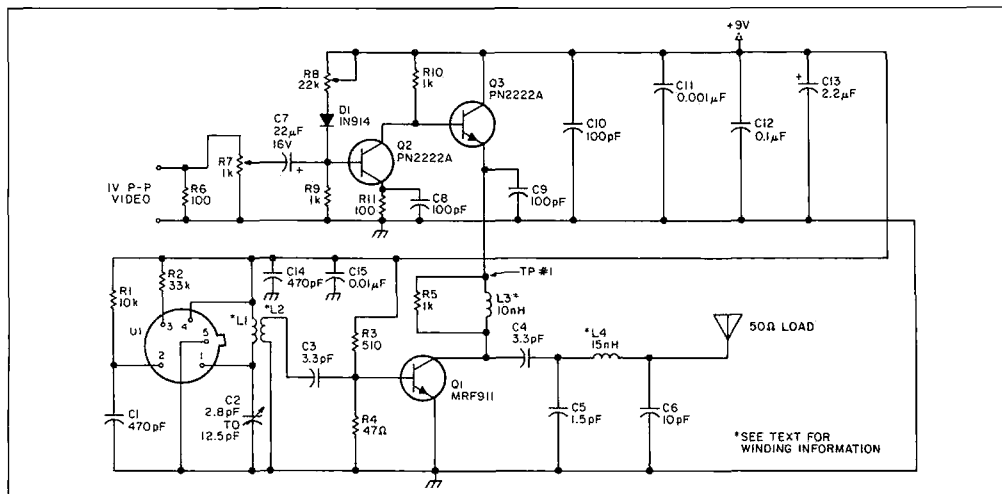 +9V
R8
22k
R10
1k
Q3
PN2222A
C10
100pF
C11
0.001µF
C12
0.1µF
+
C13
2.2µF
D1
IN914
C7
22µF
16V
+
Q2
PN2222A
R7
1k
IV P-P
VIDEO
R6
100
R9
1k
R11
100
C8
100pF
C9
100pF
R1
10k
R2
33k
U1
3
4
5
2
1
*L1
*L2
C14
470pF
C15
0.01µF
TP #1
R5
1k
L3*
10nH
C3
3.3pF
R3
510
C4
3.3pF
*L4
15nH
50Ω LOAD
Q1
MRF911
C1
470pF
C2
2.8pF
TO
12.5pF
R4
47Ω
C5
1.5pF
C6
10pF
*SEE TEXT FOR
WINDING INFORMATION